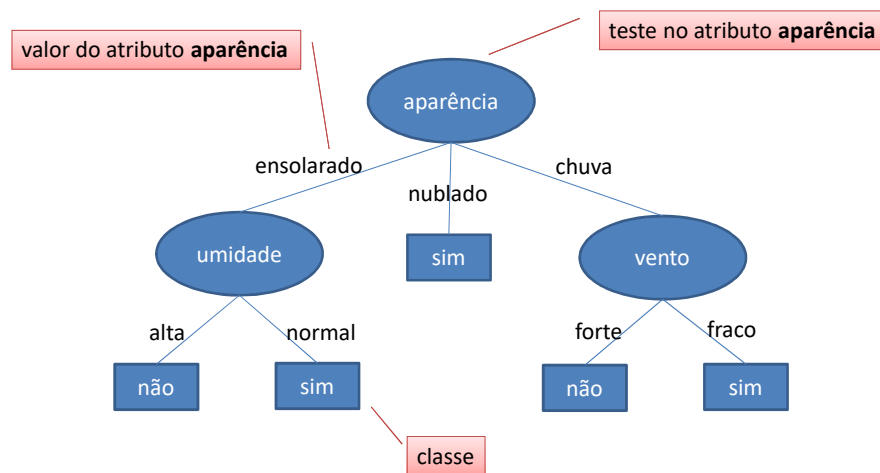 teste no atributo aparência
valor do atributo aparência
aparência
ensolarado
nublado
chuva
umidade
sim
vento
alta
normal
forte
fraco
não
sim
não
sim
classe